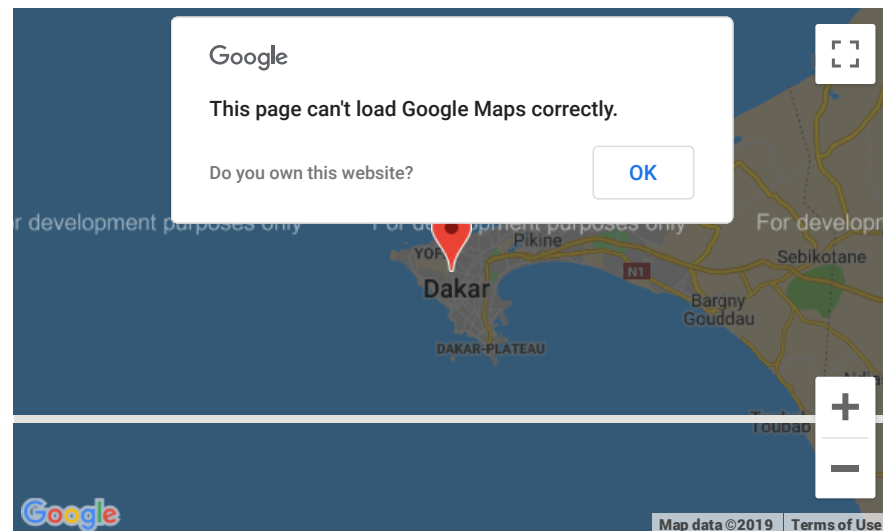 Google
This page can't load Google Maps correctly.
Do you own this website?
OK
r development purposes only
For development purposes only
For developm
Pikine
YOF
Sebikotane
N1
Dakar
Bargny
Gouddau
DAKAR-PLATEAU
Toubab
Google
Map data ©2019
Terms of Use